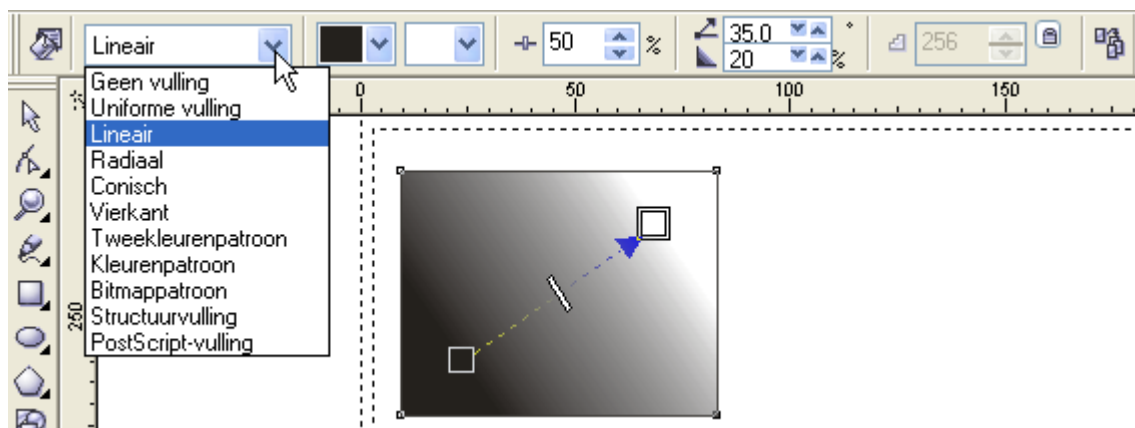 Lineair
50
%
35.0
°
20
%
256
Geen vulling
Uniforme vulling
Lineair
Radiaal
Conisch
Vierkant
Tweekleurenpatroon
Kleurenpatroon
Bitmappatroon
Structuurvulling
PostScript-vulling
0
50
100
150
250